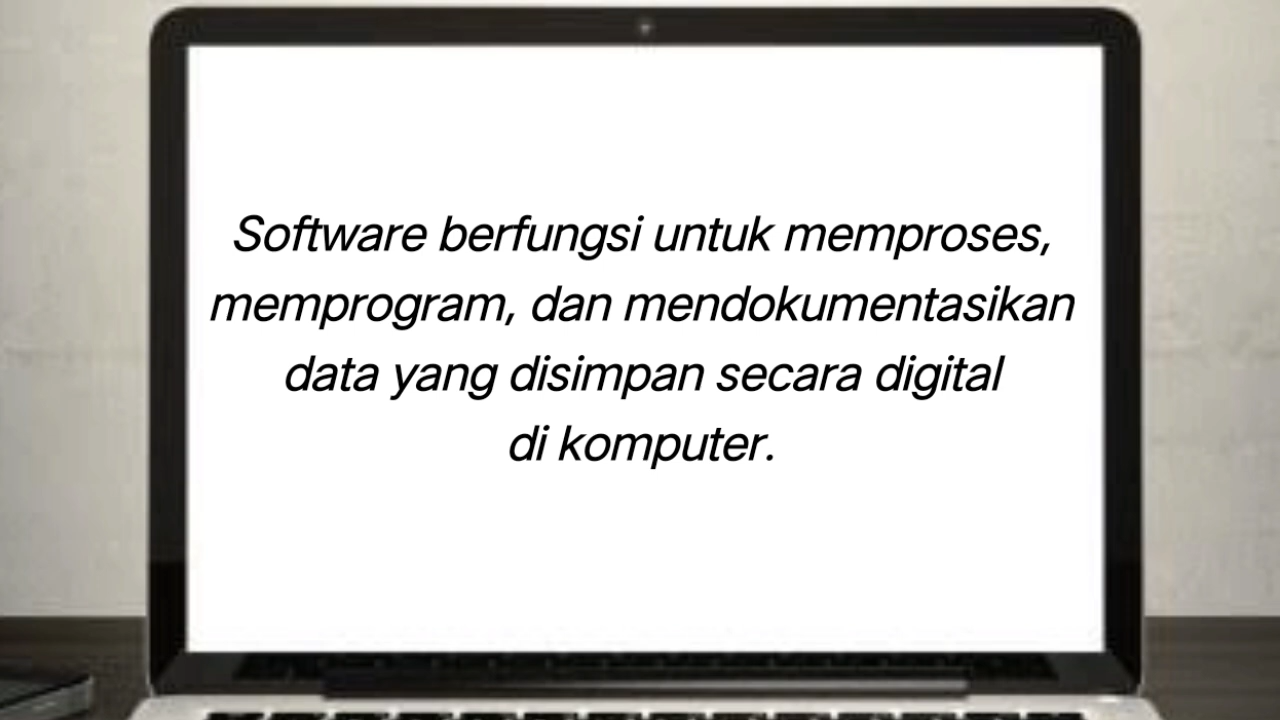 Software berfungsi untuk memproses,
memprogram, dan mendokumentasikan
data yang disimpan secara digital
di komputer.